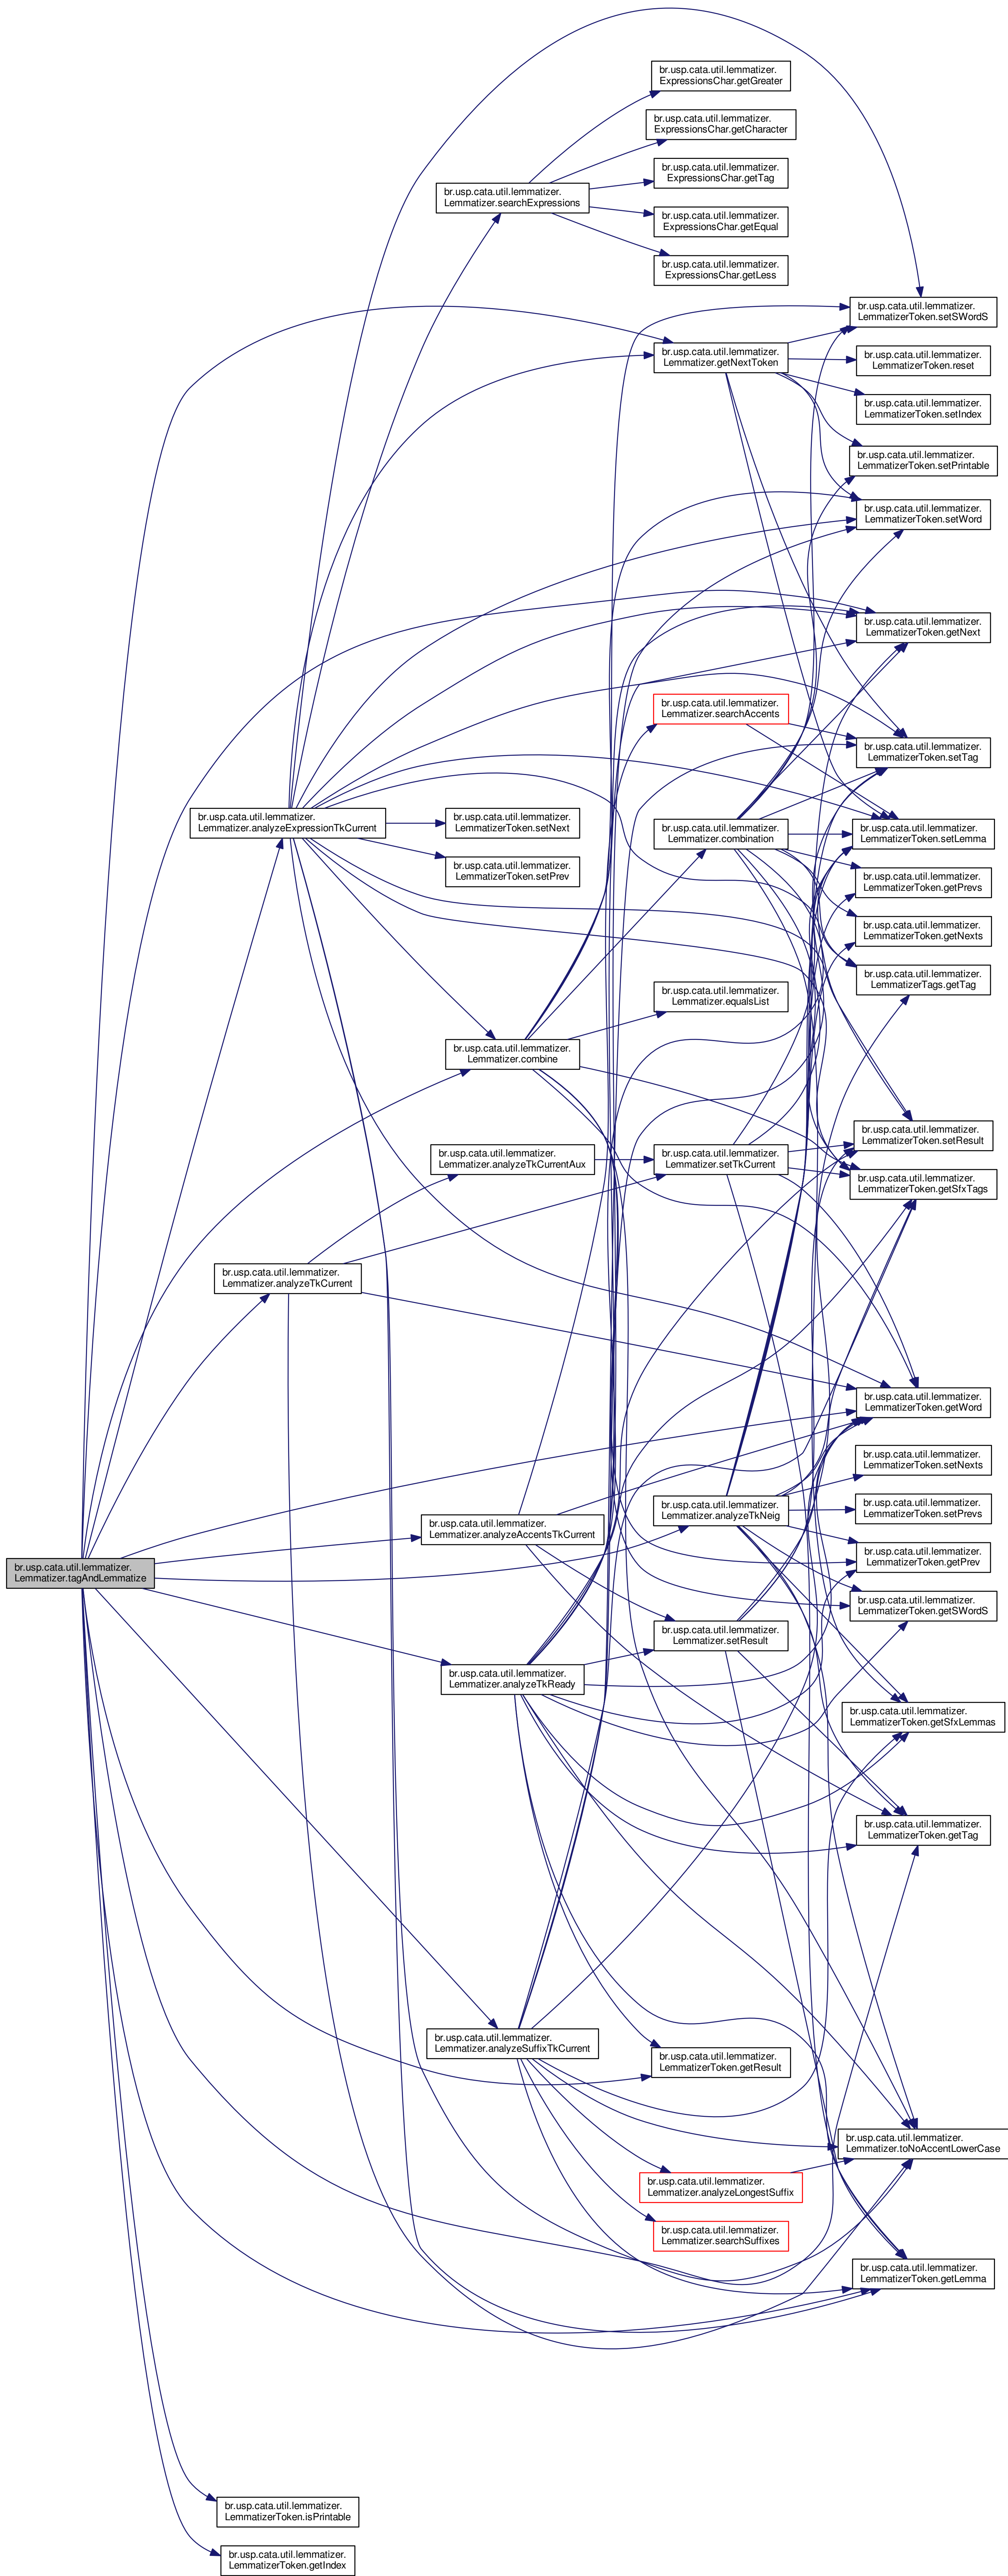 br.usp.cata.util.lemmatizer.
ExpressionsChar.getGreater
br.usp.cata.util.lemmatizer.
ExpressionsChar.getCharacter
br.usp.cata.util.lemmatizer.
ExpressionsChar.getTag
br.usp.cata.util.lemmatizer.
Lemmatizer.searchExpressions
br.usp.cata.util.lemmatizer.
ExpressionsChar.getEqual
br.usp.cata.util.lemmatizer.
ExpressionsChar.getLess
br.usp.cata.util.lemmatizer.
LemmatizerToken.setSWordS
br.usp.cata.util.lemmatizer.
Lemmatizer.getNextToken
br.usp.cata.util.lemmatizer.
LemmatizerToken.reset
br.usp.cata.util.lemmatizer.
LemmatizerToken.setIndex
br.usp.cata.util.lemmatizer.
LemmatizerToken.setPrintable
br.usp.cata.util.lemmatizer.
LemmatizerToken.setWord
br.usp.cata.util.lemmatizer.
LemmatizerToken.getNext
br.usp.cata.util.lemmatizer.
Lemmatizer.searchAccents
br.usp.cata.util.lemmatizer.
LemmatizerToken.setTag
br.usp.cata.util.lemmatizer.
Lemmatizer.analyzeExpressionTkCurrent
br.usp.cata.util.lemmatizer.
LemmatizerToken.setNext
br.usp.cata.util.lemmatizer.
Lemmatizer.combination
br.usp.cata.util.lemmatizer.
LemmatizerToken.setLemma
br.usp.cata.util.lemmatizer.
LemmatizerToken.setPrev
br.usp.cata.util.lemmatizer.
LemmatizerToken.getPrevs
br.usp.cata.util.lemmatizer.
LemmatizerToken.getNexts
br.usp.cata.util.lemmatizer.
LemmatizerTags.getTag
br.usp.cata.util.lemmatizer.
Lemmatizer.equalsList
br.usp.cata.util.lemmatizer.
Lemmatizer.combine
br.usp.cata.util.lemmatizer.
LemmatizerToken.setResult
br.usp.cata.util.lemmatizer.
Lemmatizer.analyzeTkCurrentAux
br.usp.cata.util.lemmatizer.
Lemmatizer.setTkCurrent
br.usp.cata.util.lemmatizer.
LemmatizerToken.getSfxTags
br.usp.cata.util.lemmatizer.
Lemmatizer.analyzeTkCurrent
br.usp.cata.util.lemmatizer.
LemmatizerToken.getWord
br.usp.cata.util.lemmatizer.
LemmatizerToken.setNexts
br.usp.cata.util.lemmatizer.
Lemmatizer.analyzeTkNeig
br.usp.cata.util.lemmatizer.
LemmatizerToken.setPrevs
br.usp.cata.util.lemmatizer.
Lemmatizer.analyzeAccentsTkCurrent
br.usp.cata.util.lemmatizer.
LemmatizerToken.getPrev
br.usp.cata.util.lemmatizer.
Lemmatizer.tagAndLemmatize
br.usp.cata.util.lemmatizer.
LemmatizerToken.getSWordS
br.usp.cata.util.lemmatizer.
Lemmatizer.setResult
br.usp.cata.util.lemmatizer.
Lemmatizer.analyzeTkReady
br.usp.cata.util.lemmatizer.
LemmatizerToken.getSfxLemmas
br.usp.cata.util.lemmatizer.
LemmatizerToken.getTag
br.usp.cata.util.lemmatizer.
Lemmatizer.analyzeSuffixTkCurrent
br.usp.cata.util.lemmatizer.
LemmatizerToken.getResult
br.usp.cata.util.lemmatizer.
Lemmatizer.toNoAccentLowerCase
br.usp.cata.util.lemmatizer.
Lemmatizer.analyzeLongestSuffix
br.usp.cata.util.lemmatizer.
Lemmatizer.searchSuffixes
br.usp.cata.util.lemmatizer.
LemmatizerToken.getLemma
br.usp.cata.util.lemmatizer.
LemmatizerToken.isPrintable
br.usp.cata.util.lemmatizer.
LemmatizerToken.getIndex